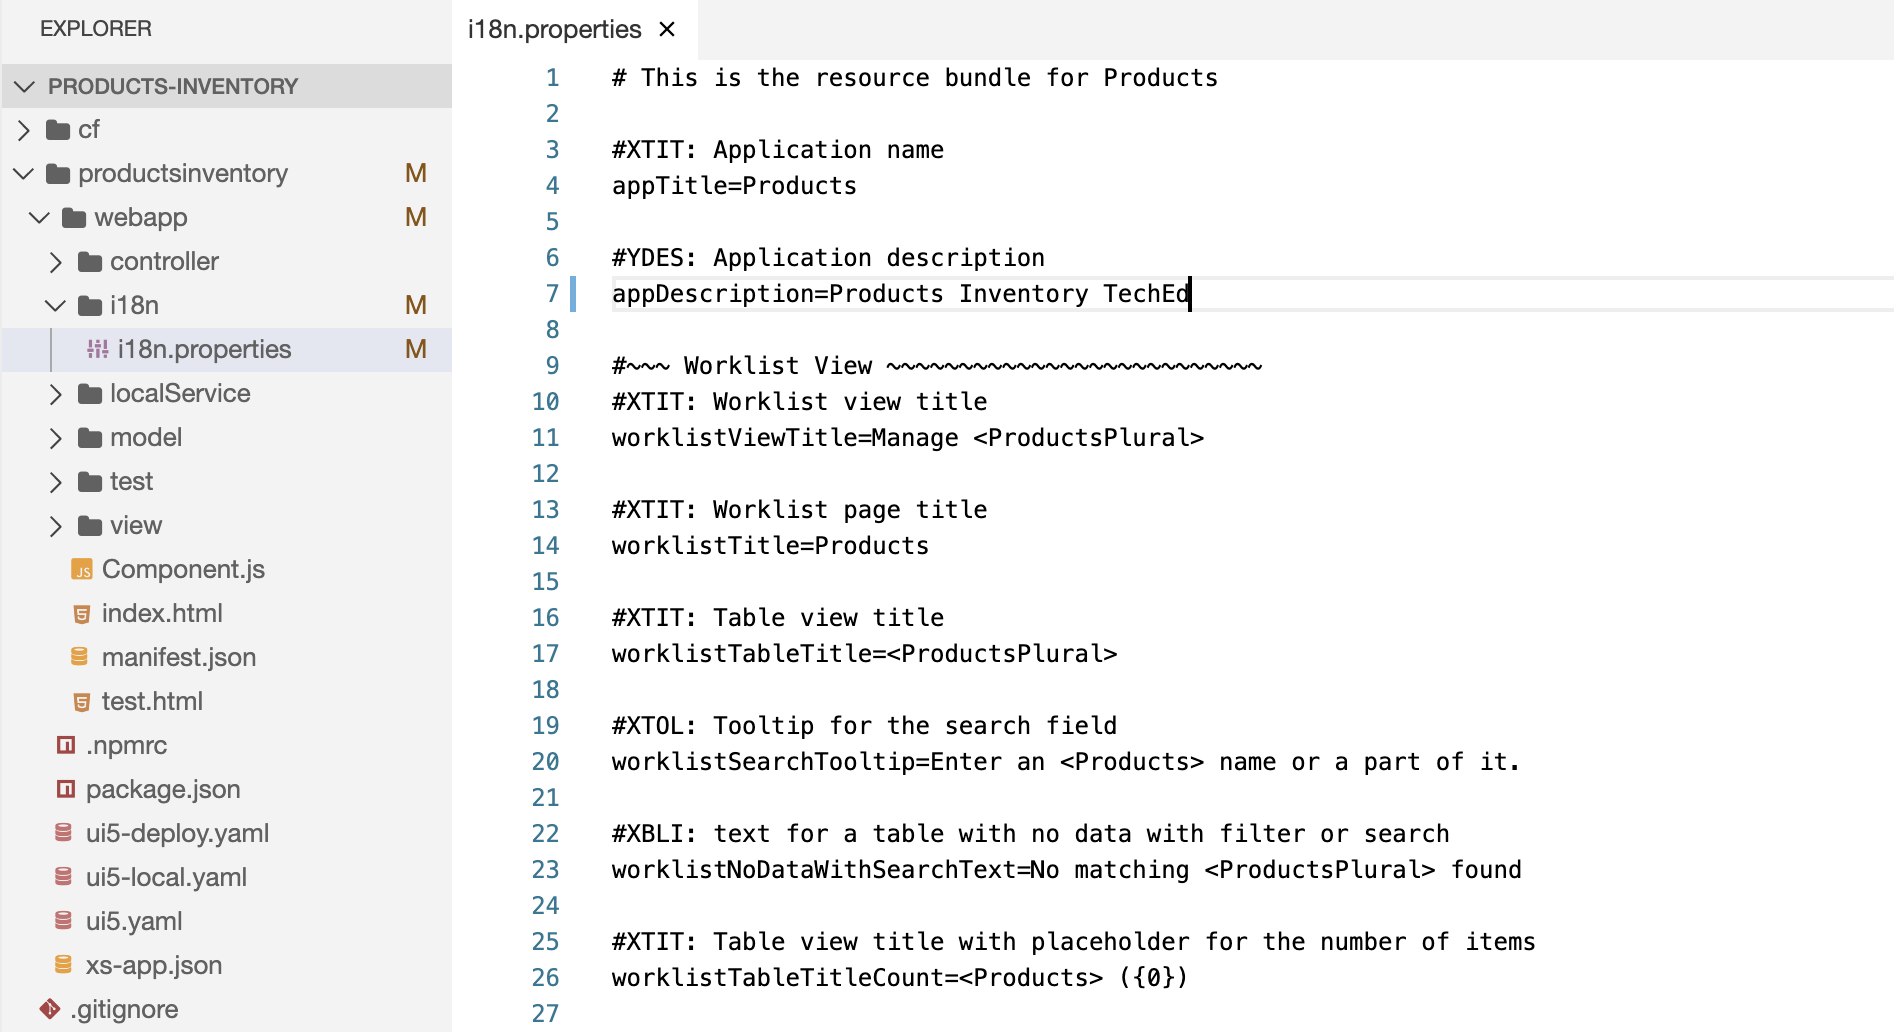 EXPLORER
PRODUCTS-INVENTORY
cf
productsinventory M
webapp M
controller
i18n M
i18n.properties M
localService
model
test
view
JS Component.js
5 index.html
manifest.json
5 test.html
.npmrc
package.json
ui5-deploy.yaml
ui5-local.yaml
ui5.yaml
xs-app.json
.gitignore
i18n.properties ×
1 # This is the resource bundle for Products
2
3 #XTIT: Application name
4 appTitle=Products
5
6 #YDES: Application description
7 appDescription=Products Inventory TechEd
8
9 #~~~ Worklist View ~~~~~~~~~~~~~~~~~~~~~~~~~~
10 #XTIT: Worklist view title
11 worklistViewTitle=Manage <ProductsPlural>
12
13 #XTIT: Worklist page title
14 worklistTitle=Products
15
16 #XTIT: Table view title
17 worklistTableTitle=<ProductsPlural>
18
19 #XTOL: Tooltip for the search field
20 worklistSearchTooltip=Enter an <Products> name or a part of it.
21
22 #XBLI: text for a table with no data with filter or search
23 worklistNoDataWithSearchText=No matching <ProductsPlural> found
24
25 #XTIT: Table view title with placeholder for the number of items
26 worklistTableTitleCount=<Products> ({0})
27